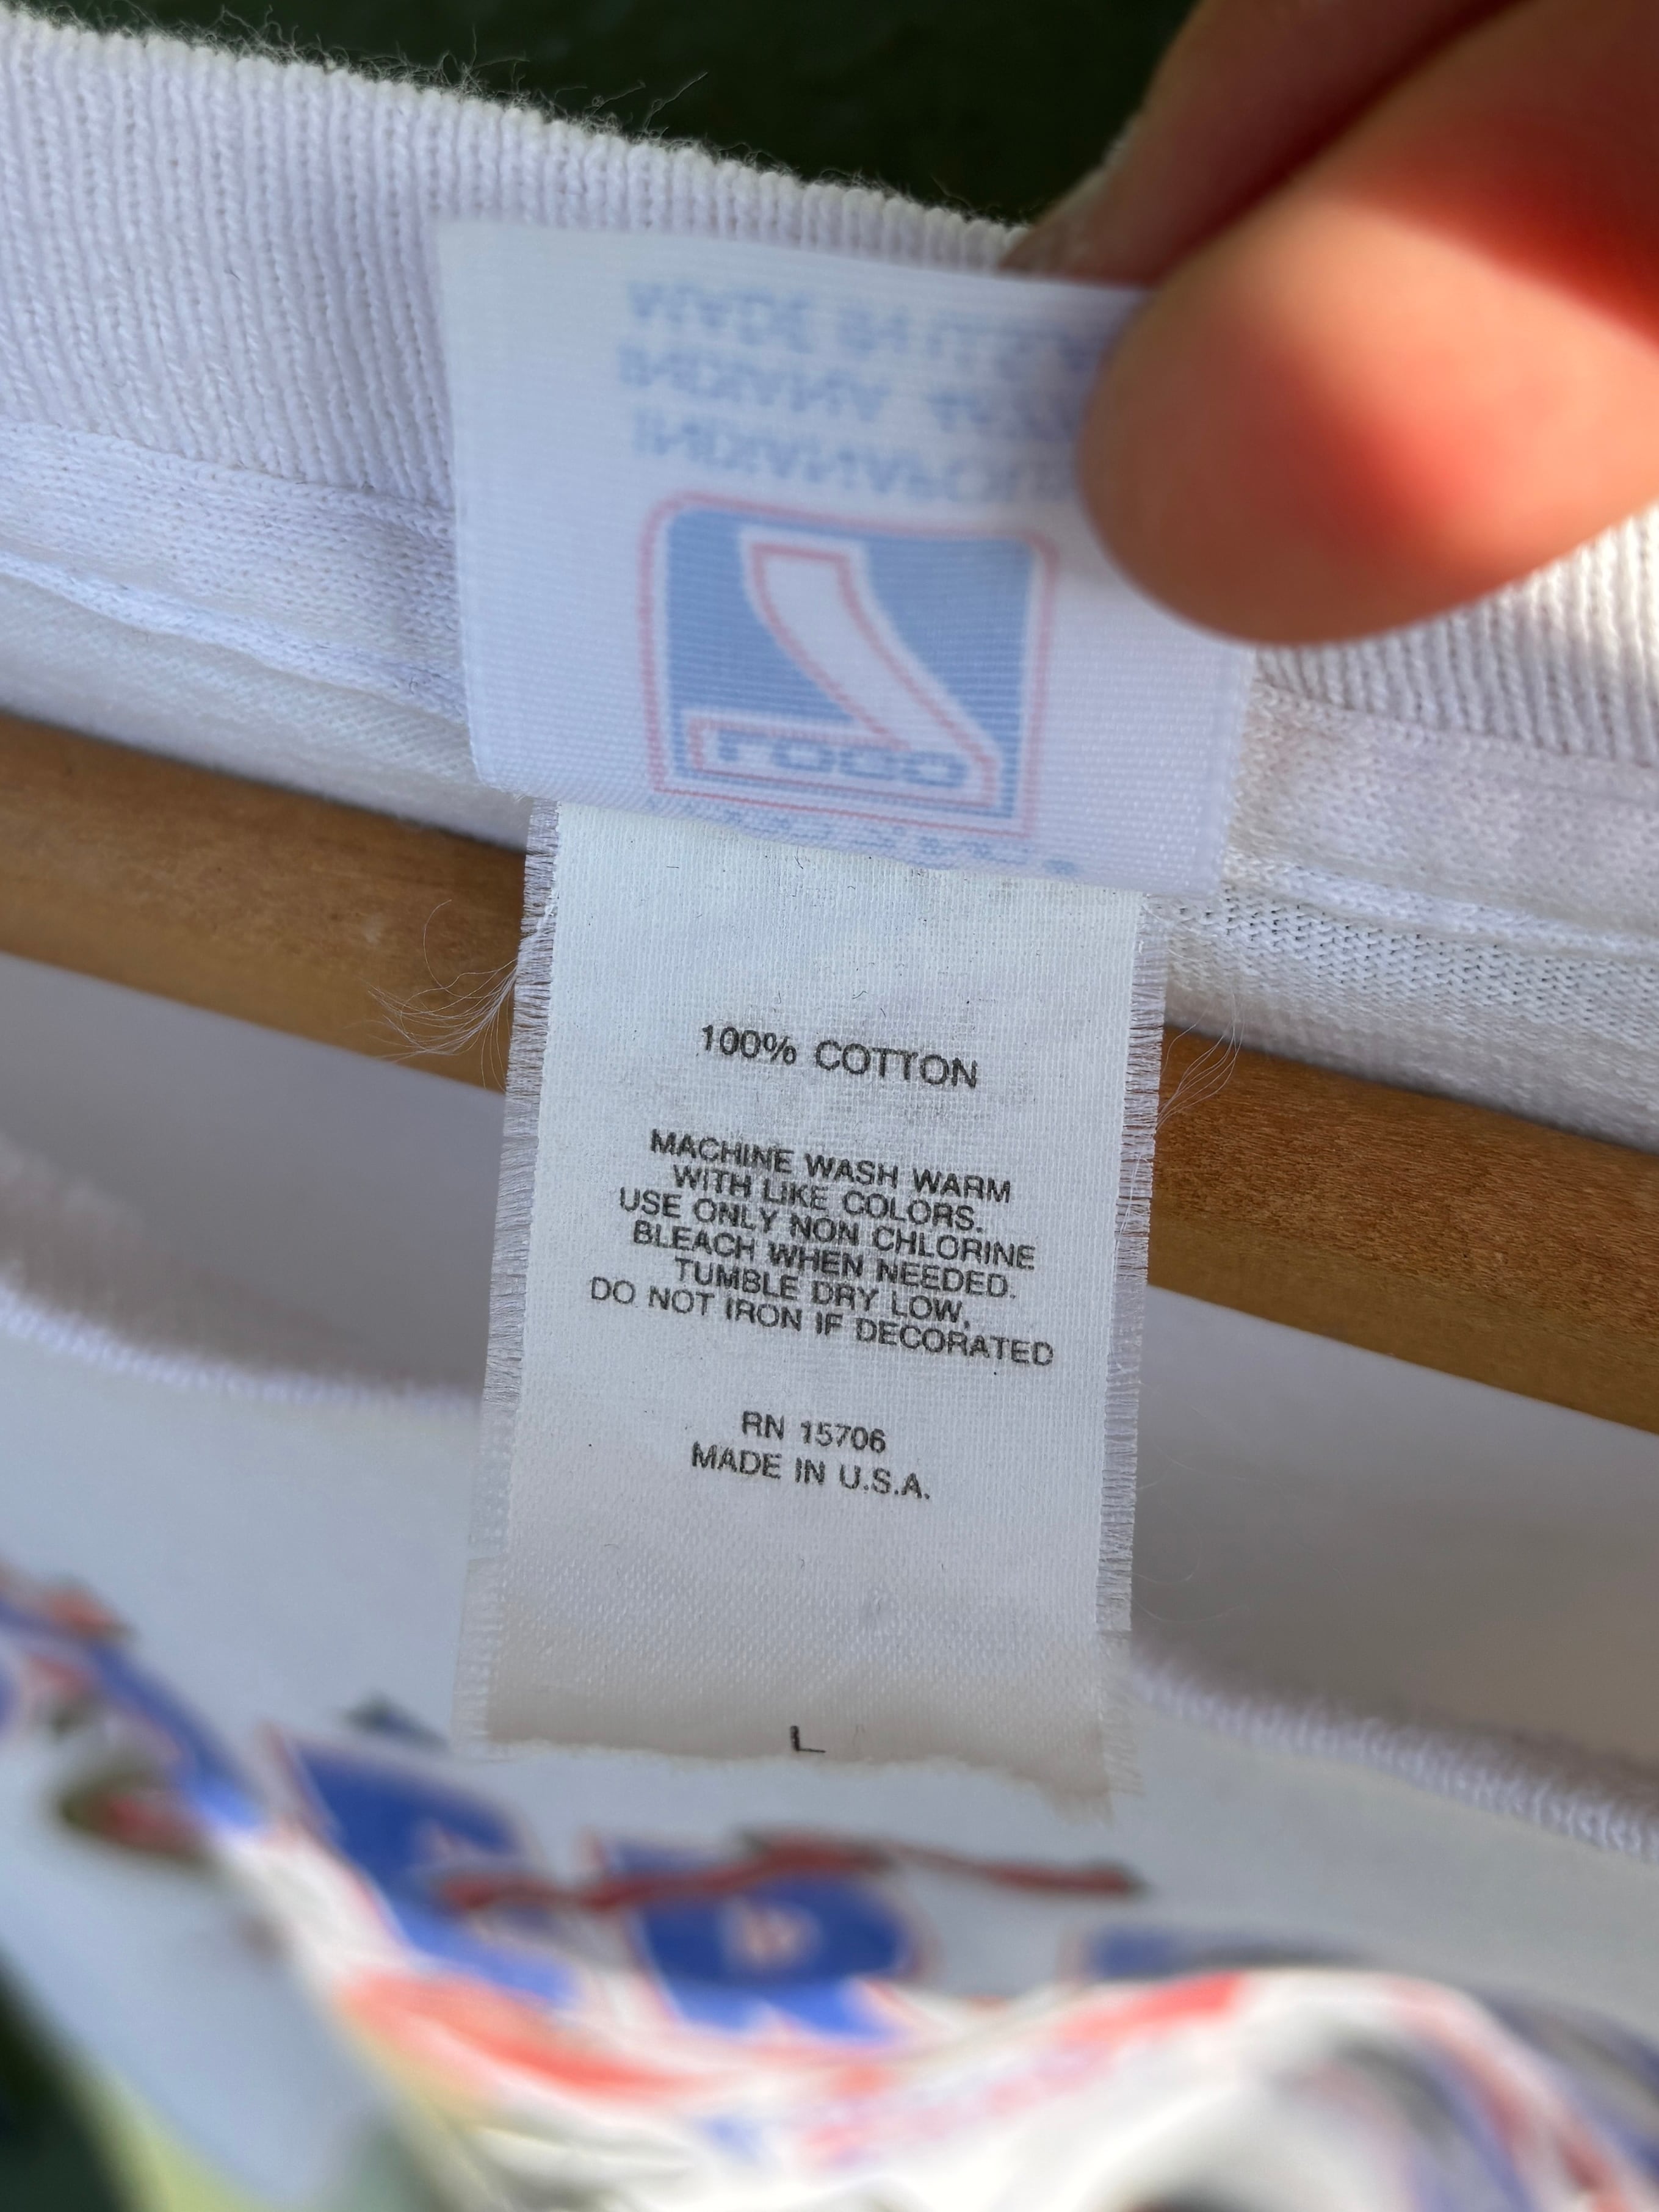 100% COTTON
MACHINE WASH WARM
WITH LIKE COLORS.
USE ONLY NON CHLORINE
BLEACH WHEN NEEDED.
TUMBLE DRY LOW,
DO NOT IRON IF DECORATED
RN 15706
MADE IN U.S.A.
L